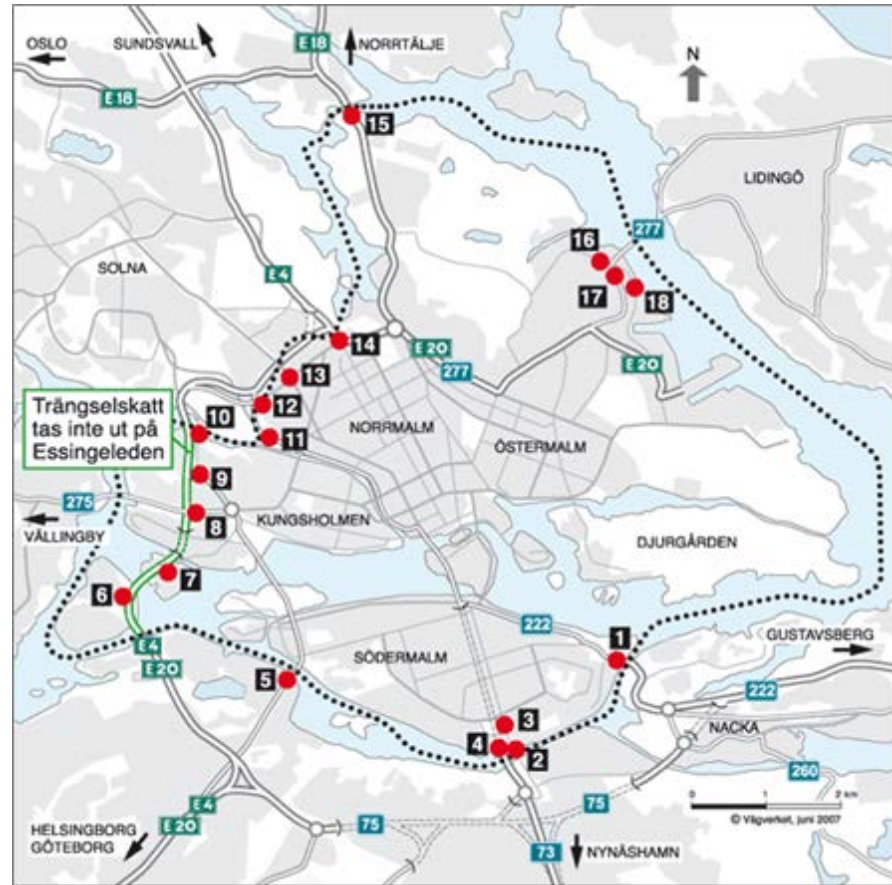 OSLO
SUNDSVALL
E18
NORRTÄLJE
E18
N
15
LIDINGÖ
16
277
SOLNA
E4
17
18
14
E20
277
E20
13
Trängselskatt
tas inte ut på
Essingeleden
10
12
11
NORRMALM
ÖSTERMALM
9
275
8
KUNGSHOLMEN
VÄLLINGBY
DJURGÅRDEN
7
6
222
1
GUSTAVSBERG
E4
E20
SÖDERMALM
5
222
3
4
2
NACKA
260
E4
E20
75
75
0
1
2 km
© Vägverket, juni 2007
HELSINGBORG
GÖTEBORG
73
NYNÄSHAMN